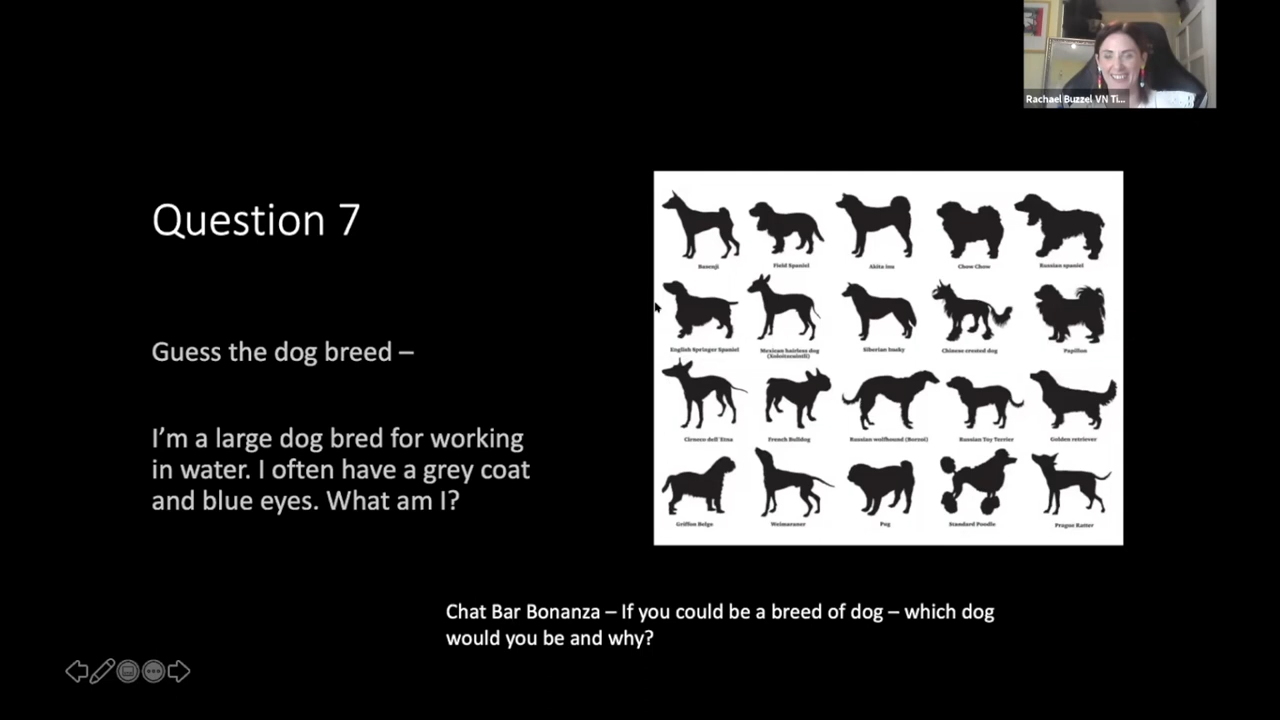 Rachael Buzzel VN Ti...
Question 7
Guess the dog breed –
I'm a large dog bred for working
in water. I often have a grey coat
and blue eyes. What am I?
Basenji
Field Spaniel
Akita inu
Chow Chow
Russian spaniel
English Springer Spaniel
Mexican hairless dog
(Xoloitzcuintli)
Siberian husky
Chinese crested dog
Papillon
Cirneco dell'Etna
French Bulldog
Russian wolfhound (Borzoi)
Russian Toy Terrier
Golden retriever
Griffon Belge
Weimaraner
Pug
Standard Poodle
Prague Ratter
Chat Bar Bonanza – If you could be a breed of dog – which dog
would you be and why?